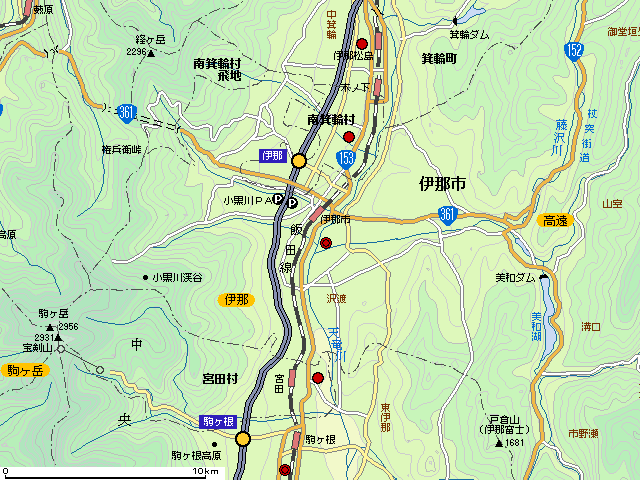 藪原
中箕輪
御堂垣外
経ヶ岳
2296
南箕輪村
飛地
伊那松島
箕輪ダム
箕輪町
152
木ノ下
361
南箕輪村
藤沢川
杖突街道
権兵衛峠
伊那
153
伊那市
山室
小黒川PA
P
P
伊那市
361
高遠
高原
飯田線
小黒川渓谷
美和ダム
伊那
沢渡
美和湖
溝口
駒ヶ岳
2956
2931
宝剣山
中
天竜川
駒ヶ岳
宮田村
宮田
央
駒ヶ根
東伊那
戸倉山
(伊那富士)
1681
市野瀬
駒ヶ根
駒ヶ根高原
0
10km